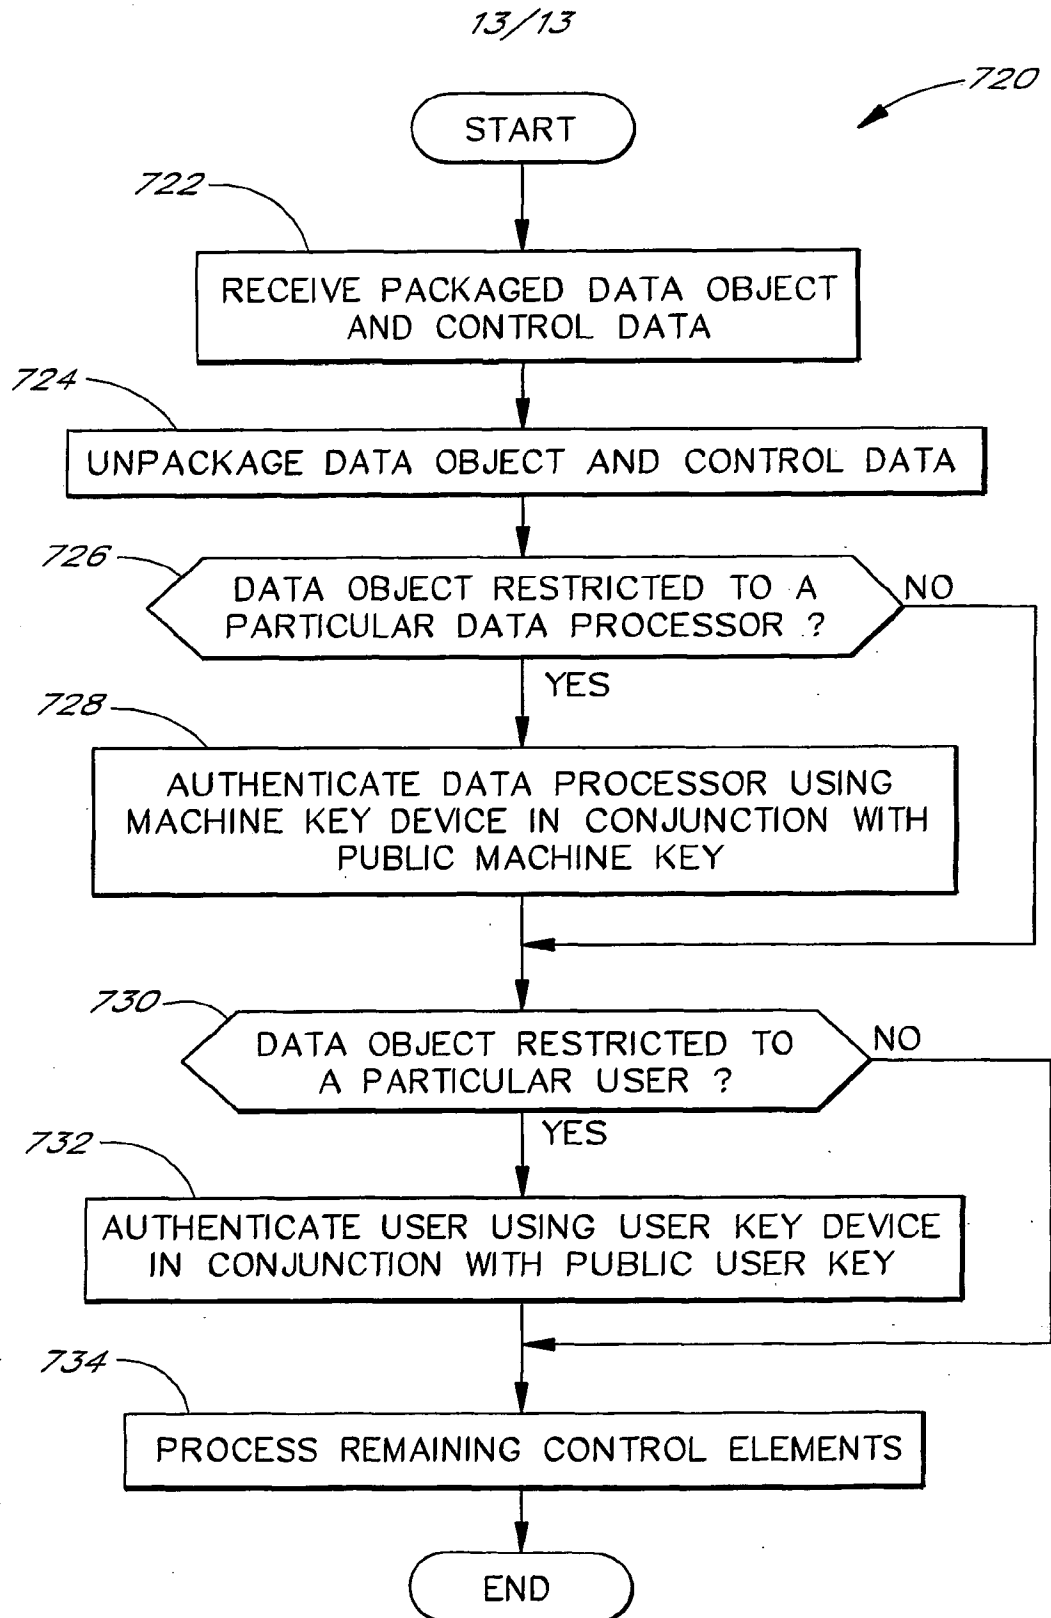 13/13
720
START
722
RECEIVE PACKAGED DATA OBJECT
AND CONTROL DATA
724
UNPACKAGE DATA OBJECT AND CONTROL DATA
726
DATA OBJECT RESTRICTED TO A
PARTICULAR DATA PROCESSOR ?
NO
YES
728
AUTHENTICATE DATA PROCESSOR USING
MACHINE KEY DEVICE IN CONJUNCTION WITH
PUBLIC MACHINE KEY
730
DATA OBJECT RESTRICTED TO
A PARTICULAR USER ?
NO
YES
732
AUTHENTICATE USER USING USER KEY DEVICE
IN CONJUNCTION WITH PUBLIC USER KEY
734
PROCESS REMAINING CONTROL ELEMENTS
END